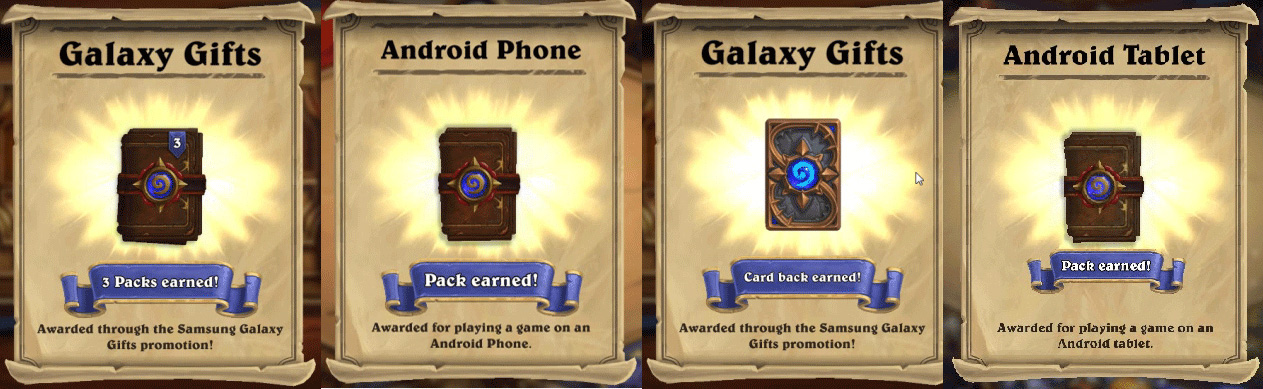 Galaxy Gifts
3
3 Packs earned!
Awarded through the Samsung Galaxy
Gifts promotion!
Android Phone
Pack earned!
Awarded for playing a game on an
Android Phone.
Galaxy Gifts
Card back earned!
Awarded through the Samsung Galaxy
Gifts promotion!
Android Tablet
Pack earned!
Awarded for playing a game on an
Android tablet.